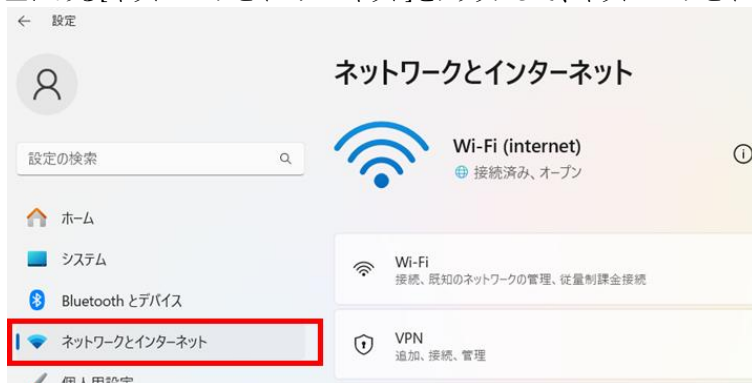 ← 設定
ネットワークとインターネット
設定の検索
Wi-Fi (internet)
接続済み、オープン
ホーム
システム
Bluetooth とデバイス
ネットワークとインターネット
Wi-Fi
接続、既知のネットワークの管理、従量制課金接続
VPN
追加、接続、管理